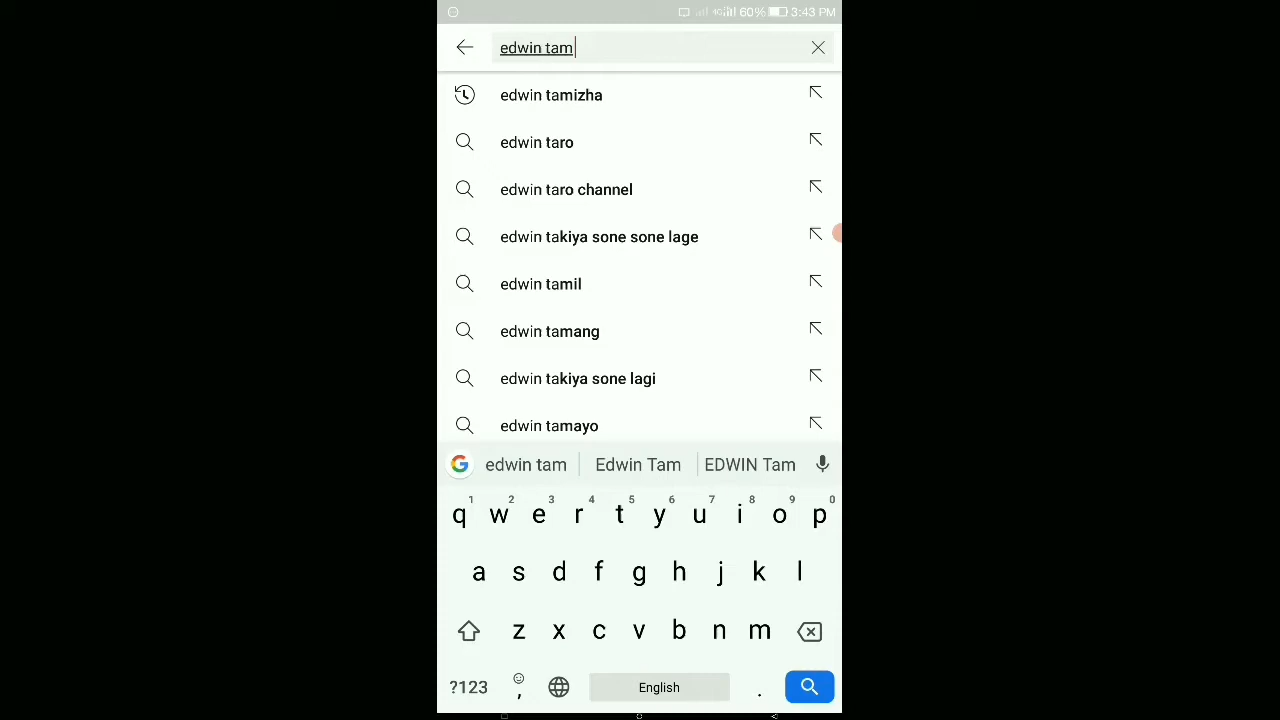 4G 60% 3:43 PM
edwin tam
edwin tamizha
edwin taro
edwin taro channel
edwin takiya sone sone lage
edwin tamil
edwin tamang
edwin takiya sone lagi
edwin tamayo
edwin tam Edwin Tam EDWIN Tam
1 2 3 4 5 6 7 8 9 0
q w e r t y u i o p
a s d f g h j k l
z x c v b n m
?123 , English .